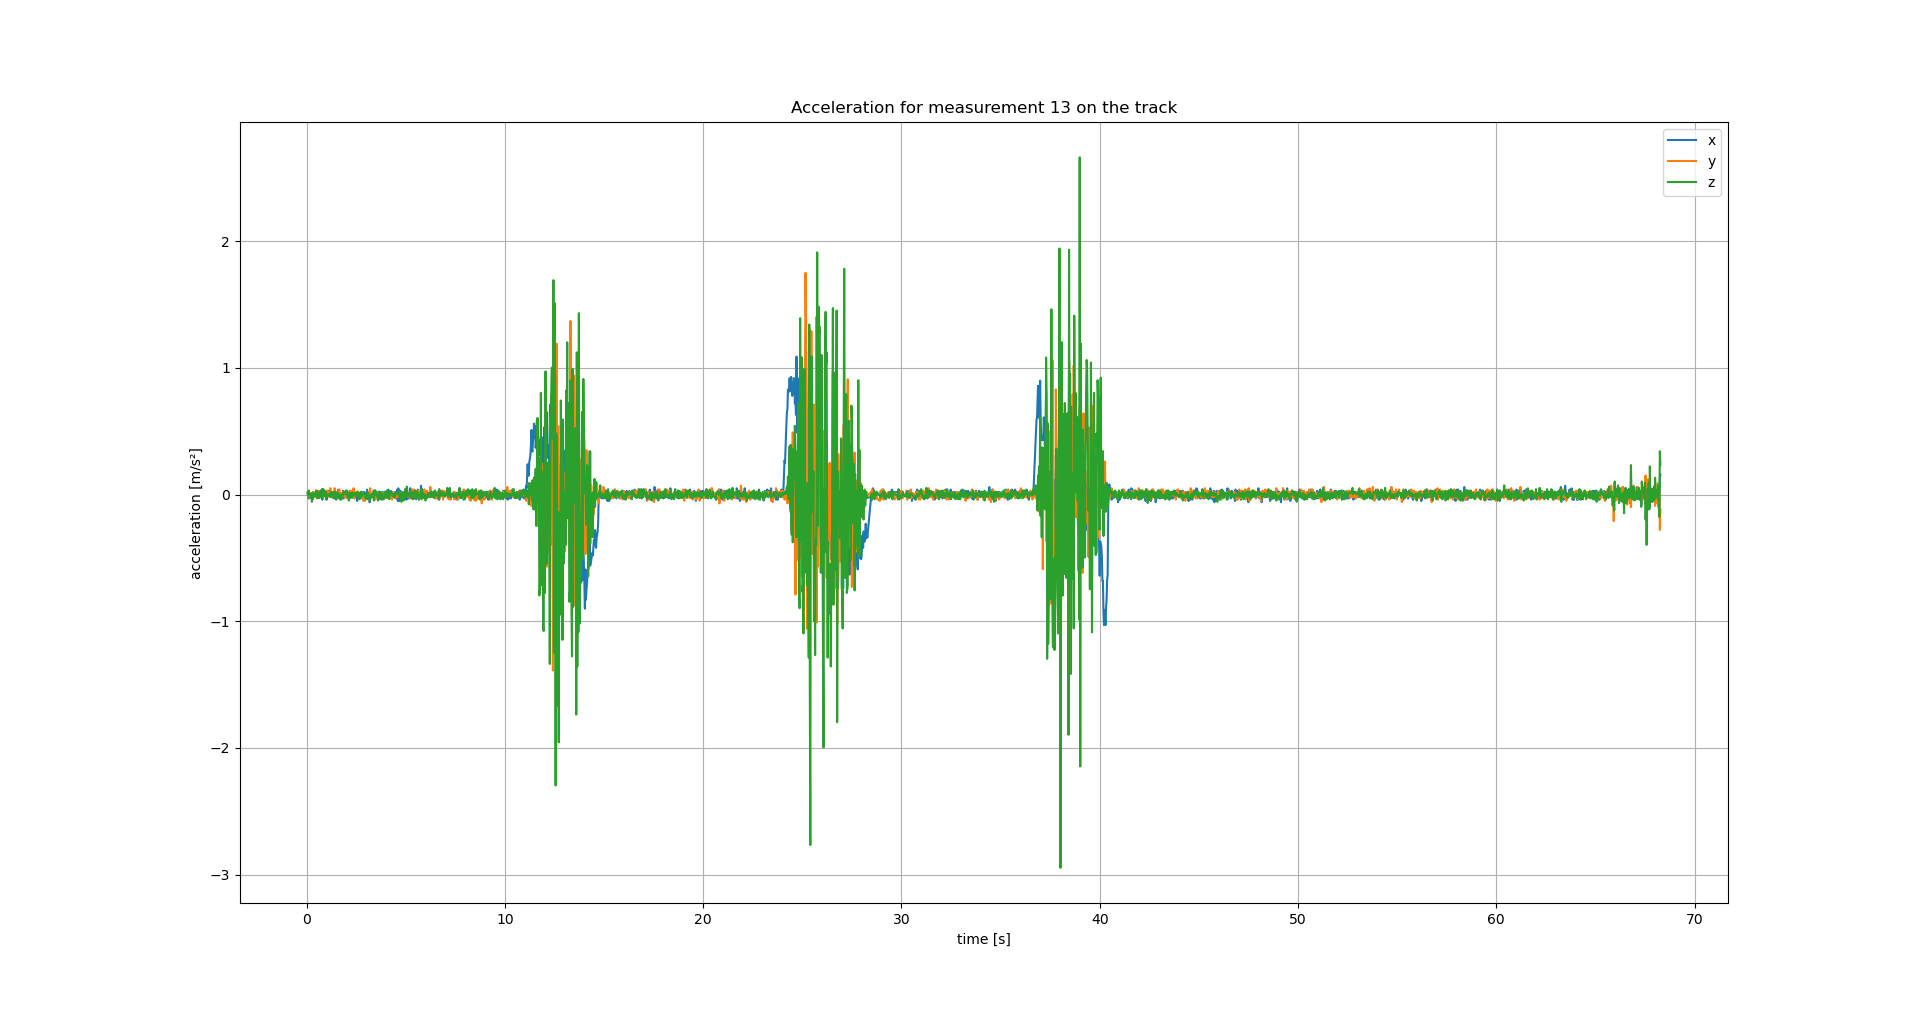 Acceleration for measurement 13 on the track
x
y
z
2
1
0
−1
−2
−3
acceleration [m/s²]
0 10 20 30 40 50 60 70
time [s]